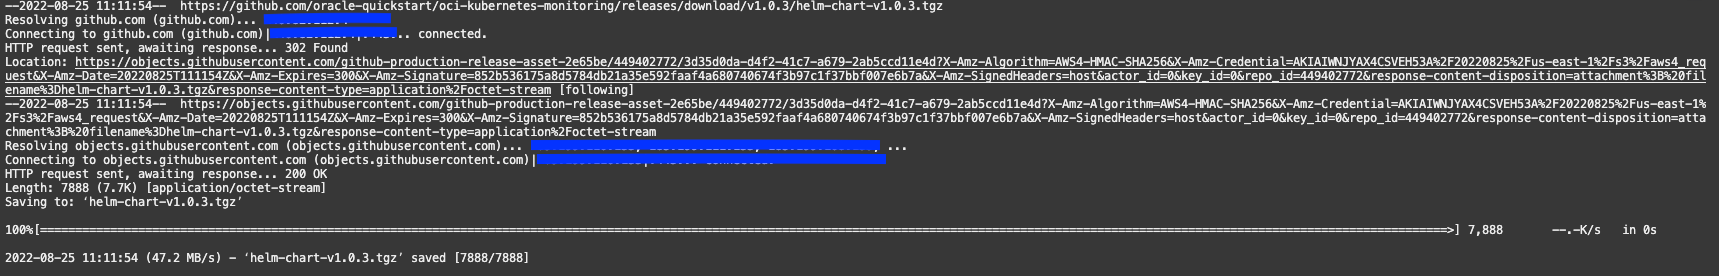 --2022-08-25 11:11:54--  https://github.com/oracle-quickstart/oci-kubernetes-monitoring/releases/download/v1.0.3/helm-chart-v1.0.3.tgz
Resolving github.com (github.com)...
Connecting to github.com (github.com)|.. connected.
HTTP request sent, awaiting response... 302 Found
Location: https://objects.githubusercontent.com/github-production-release-asset-2e65be/449402772/3d35d0da-d4f2-41c7-a679-2ab5ccd11e4d?X-Amz-Algorithm=AWS4-HMAC-SHA256&X-Amz-Credential=AKIAIWNJYAX4CSVEH53A%2F20220825%2Fus-east-1%2Fs3%2Faws4_req
uest&X-Amz-Date=20220825T111154Z&X-Amz-Expires=300&X-Amz-Signature=852b536175a8d5784db21a35e592faaf4a680740674f3b97c1f37bbf007e6b7a&X-Amz-SignedHeaders=host&actor_id=0&key_id=0&repo_id=449402772&response-content-disposition=attachment%3B%20fil
ename%3Dhelm-chart-v1.0.3.tgz&response-content-type=application%2Foctet-stream [following]
--2022-08-25 11:11:54--  https://objects.githubusercontent.com/github-production-release-asset-2e65be/449402772/3d35d0da-d4f2-41c7-a679-2ab5ccd11e4d?X-Amz-Algorithm=AWS4-HMAC-SHA256&X-Amz-Credential=AKIAIWNJYAX4CSVEH53A%2F20220825%2Fus-east-1%
2Fs3%2Faws4_request&X-Amz-Date=20220825T111154Z&X-Amz-Expires=300&X-Amz-Signature=852b536175a8d5784db21a35e592faaf4a680740674f3b97c1f37bbf007e6b7a&X-Amz-SignedHeaders=host&actor_id=0&key_id=0&repo_id=449402772&response-content-disposition=atta
chment%3B%20filename%3Dhelm-chart-v1.0.3.tgz&response-content-type=application%2Foctet-stream
Resolving objects.githubusercontent.com (objects.githubusercontent.com)... ...
Connecting to objects.githubusercontent.com (objects.githubusercontent.com)|
HTTP request sent, awaiting response... 200 OK
Length: 7888 (7.7K) [application/octet-stream]
Saving to: ‘helm-chart-v1.0.3.tgz’
100%[=====================================================>] 7,888       --.-K/s   in 0s
2022-08-25 11:11:54 (47.2 MB/s) - ‘helm-chart-v1.0.3.tgz’ saved [7888/7888]